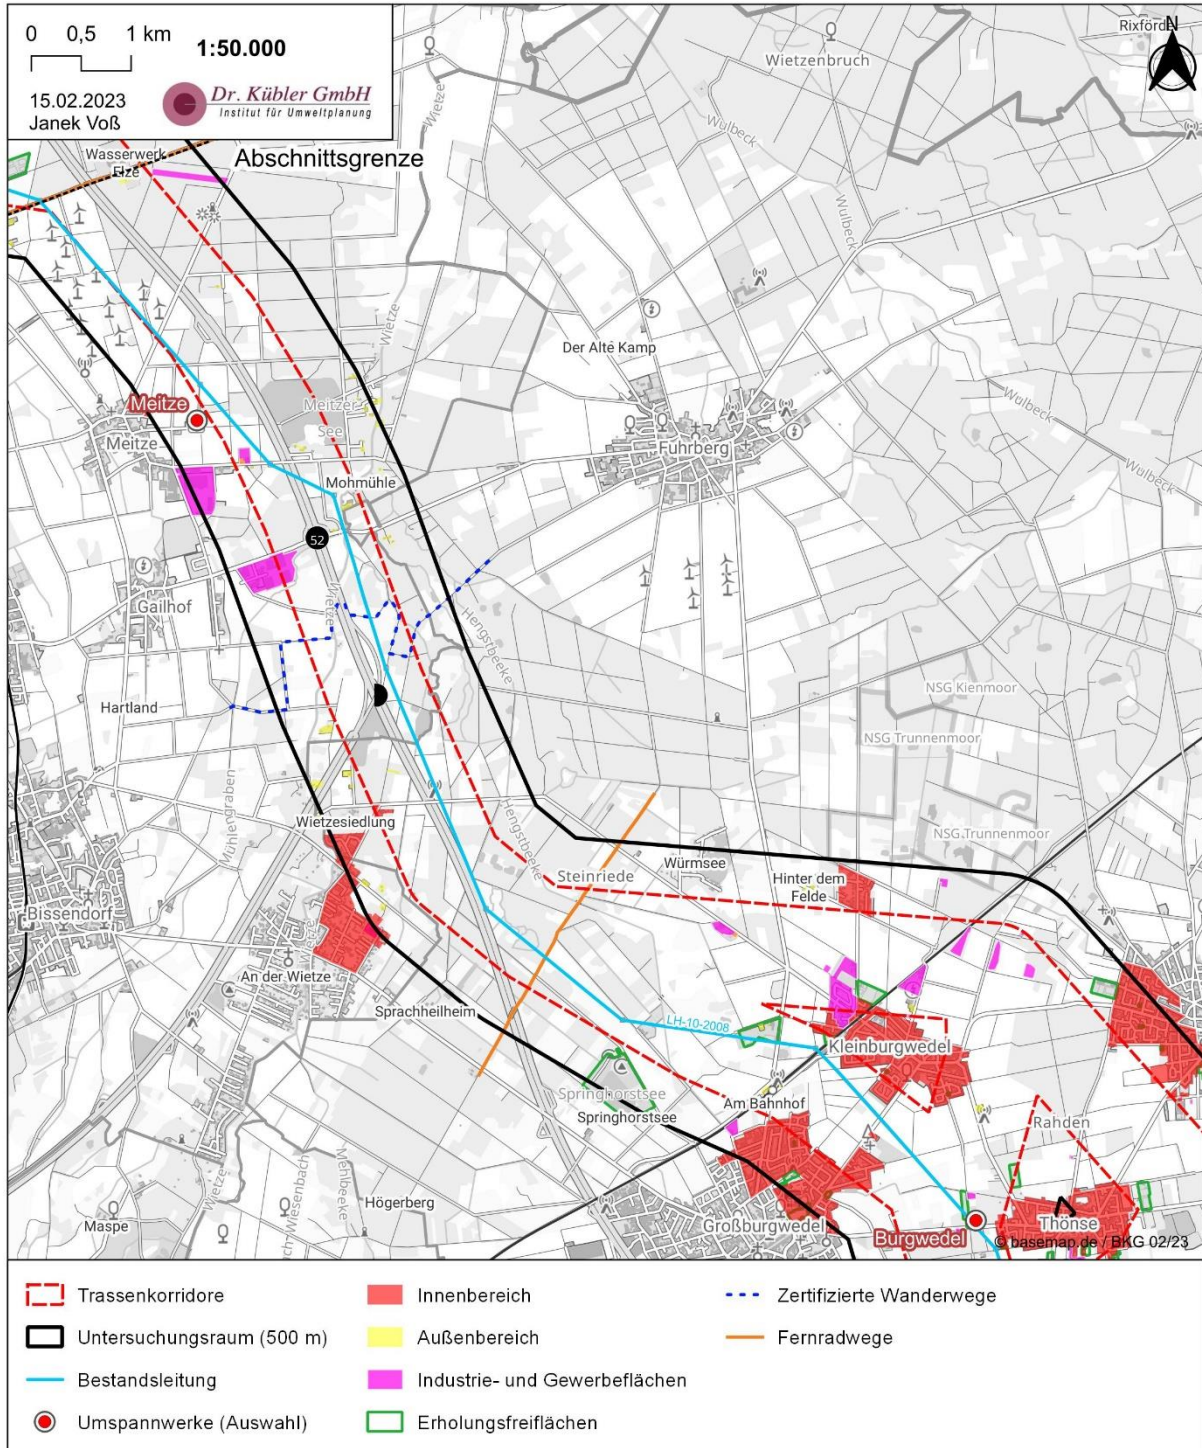 0 0,5 1 km
1:50.000
15.02.2023
Janek Voß
Dr. Kübler GmbH
Institut für Umweltplanung
N
Rixförde
Wietzenbruch
Wietze
Wulbeck
Wasserwerk
Elze
Abschnittsgrenze
Wulbeck
Wietze
Der Alte Kamp
Meitze
Meitzer
See
Meitze
Fuhrberg
Wulbeck
Wulbeck
Mohmühle
52
Gailhof
Wietze
Hengstbeeke
NSG Kienmoor
Hartland
NSG Trunnenmoor
Mühlengraben
Hengstbeeke
NSG Trunnenmoor
Wietzesiedlung
Würmsee
Steinriede
Hinter dem
Felde
Bissendorf
An der Wietze
Sprachheilheim
LH-10-2008
Kleinburgwedel
Springhorstsee
Am Bahnhof
Springhorstsee
Rahden
Wietze
Mehlbeeke
Högerberg
Maspe
Großburgwedel
Burgwedel
Thönse
© basemap.de / BKG 02/23
Trassenkorridore
Innenbereich
Zertifizierte Wanderwege
Untersuchungsraum (500 m)
Außenbereich
Fernradwege
Bestandsleitung
Industrie- und Gewerbeflächen
Umspannwerke (Auswahl)
Erholungsfreiflächen